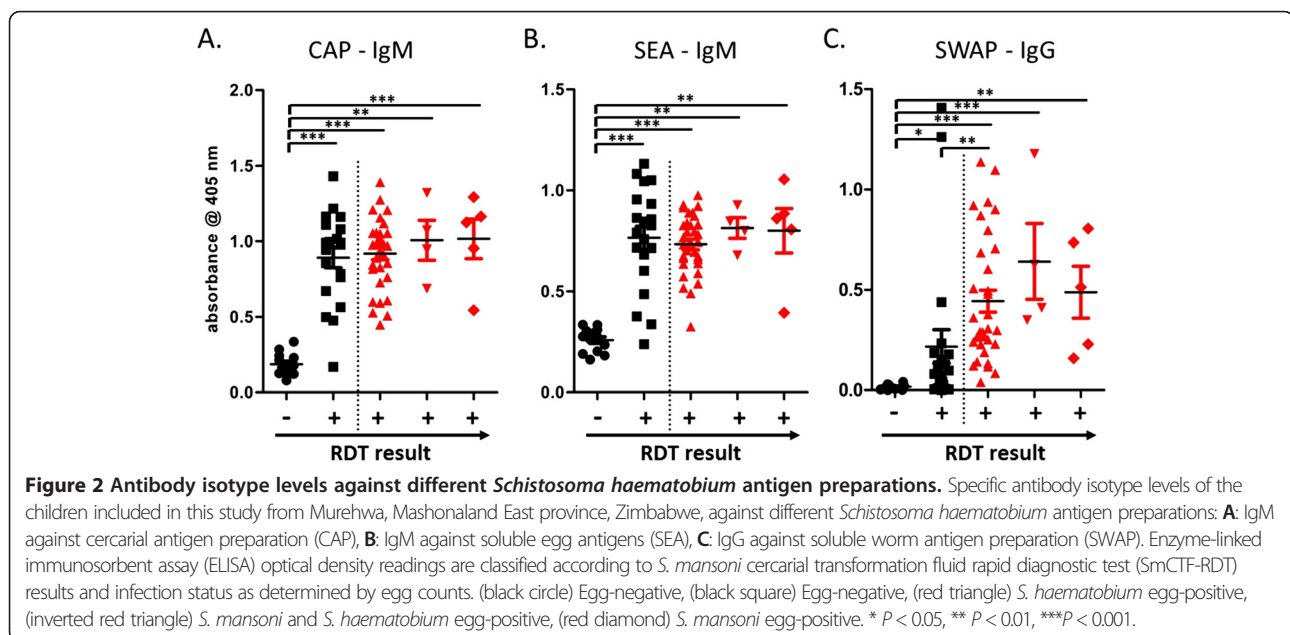 A. B. C.
CAP - IgM SEA - IgM SWAP - IgG
absorbance @ 405 nm
2.0 1.5 1.0 0.5 0.0
*** ** *** ***
- + + + +
RDT result
1.5 1.0 0.5 0.0
** ** *** ***
- + + + +
RDT result
1.5 1.0 0.5 0.0
** *** *** * **
- + + + +
RDT result
Figure 2 Antibody isotype levels against different Schistosoma haematobium antigen preparations. Specific antibody isotype levels of the
children included in this study from Murehwa, Mashonaland East province, Zimbabwe, against different Schistosoma haematobium antigen preparations: A: IgM
against cercarial antigen preparation (CAP), B: IgM against soluble egg antigens (SEA), C: IgG against soluble worm antigen preparation (SWAP). Enzyme-linked
immunosorbent assay (ELISA) optical density readings are classified according to S. mansoni cercarial transformation fluid rapid diagnostic test (SmCTF-RDT)
results and infection status as determined by egg counts. (black circle) Egg-negative, (black square) Egg-negative, (red triangle) S. haematobium egg-positive,
(inverted red triangle) S. mansoni and S. haematobium egg-positive, (red diamond) S. mansoni egg-positive. * P < 0.05, ** P < 0.01, ***P < 0.001.